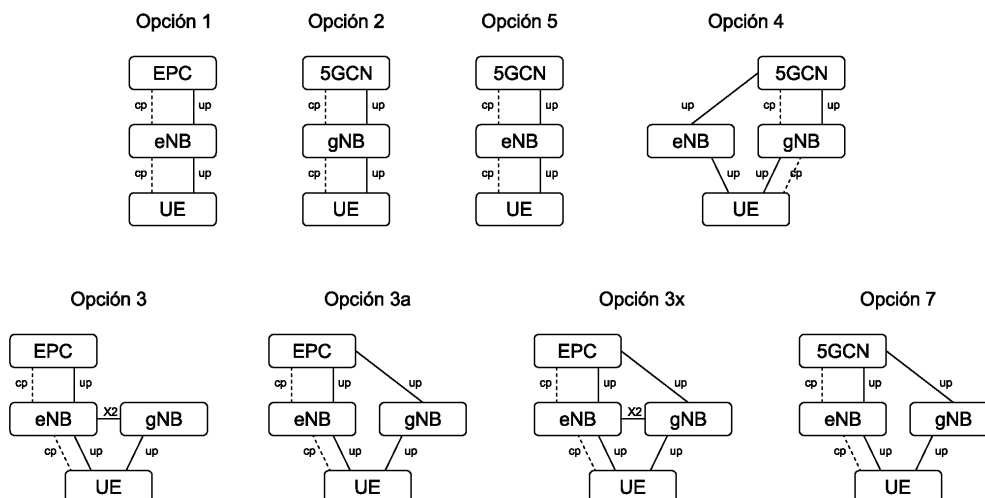 Opción 1
Opción 2
Opción 5
Opción 4
EPC
5GCN
5GCN
5GCN
cp
up
cp
up
cp
up
up
cp
up
eNB
gNB
eNB
eNB
gNB
cp
up
cp
up
cp
up
up
up
cp
UE
UE
UE
UE
Opción 3
Opción 3a
Opción 3x
Opción 7
EPC
EPC
EPC
5GCN
cp
up
cp
up
up
cp
up
up
cp
up
up
eNB
X2
gNB
eNB
gNB
eNB
X2
gNB
eNB
gNB
cp
up
up
cp
up
up
cp
up
up
cp
up
up
UE
UE
UE
UE